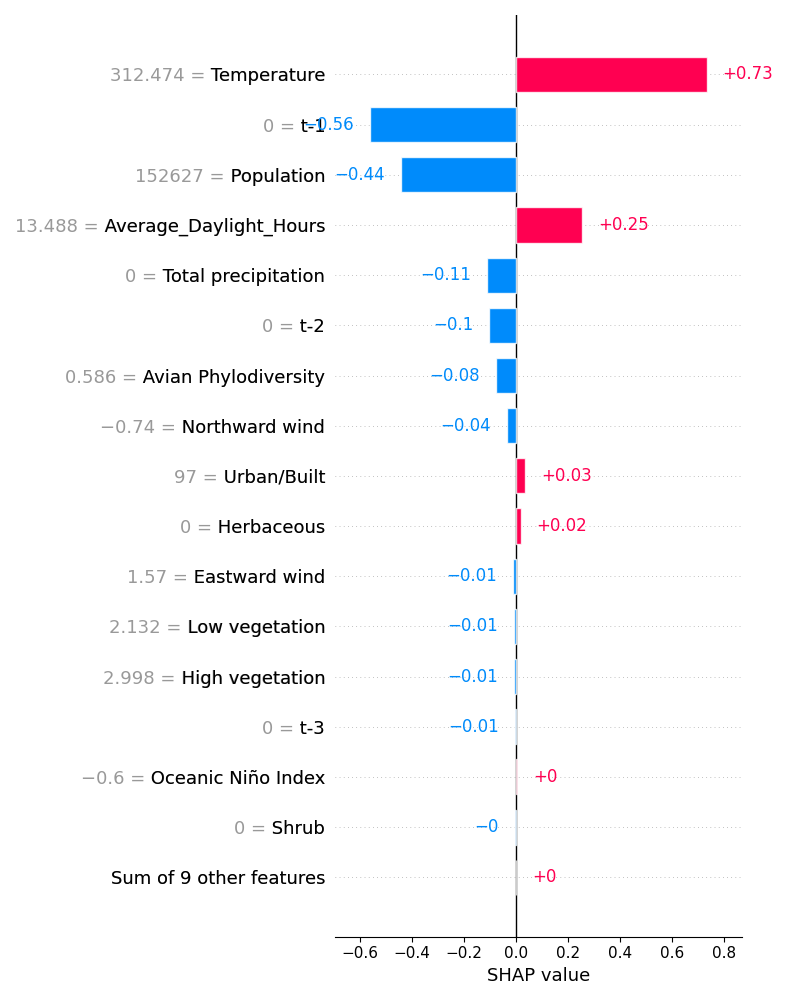 312.474 = Temperature +0.73
0 = t-1 −0.56
152627 = Population −0.44
13.488 = Average_Daylight_Hours +0.25
0 = Total precipitation −0.11
0 = t-2 −0.1
0.586 = Avian Phylodiversity −0.08
−0.74 = Northward wind −0.04
97 = Urban/Built +0.03
0 = Herbaceous +0.02
1.57 = Eastward wind −0.01
2.132 = Low vegetation −0.01
2.998 = High vegetation −0.01
0 = t-3 −0.01
−0.6 = Oceanic Niño Index +0
0 = Shrub −0
Sum of 9 other features +0
−0.6 −0.4 −0.2 0.0 0.2 0.4 0.6 0.8
SHAP value